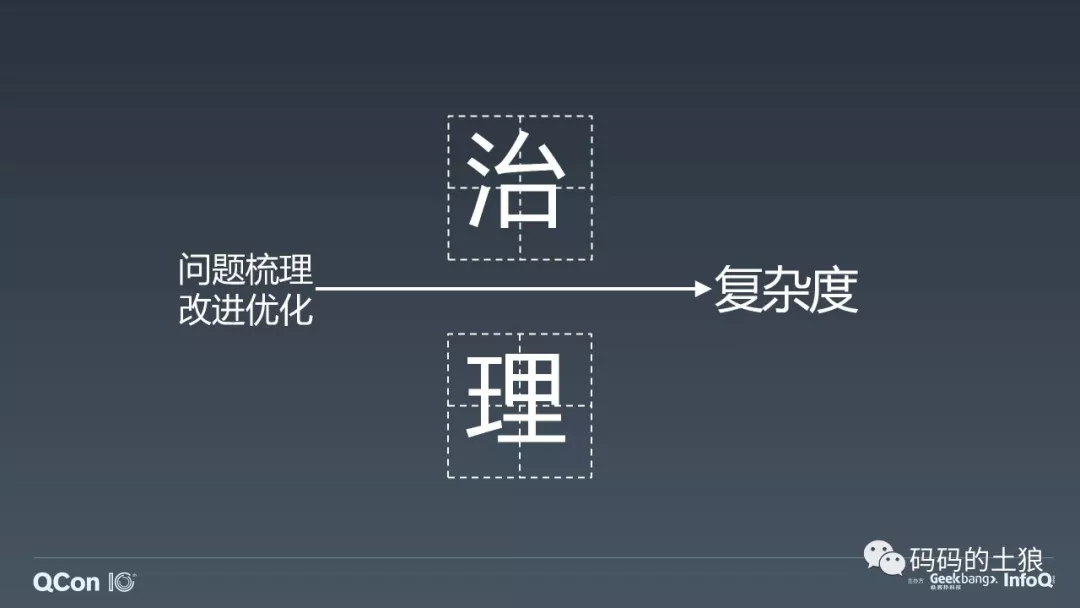 治
问题梳理
改进优化
复杂度
理
QCon 10+
码码的土狼
主办方
Geekbang>.
极客邦科技
InfoQ